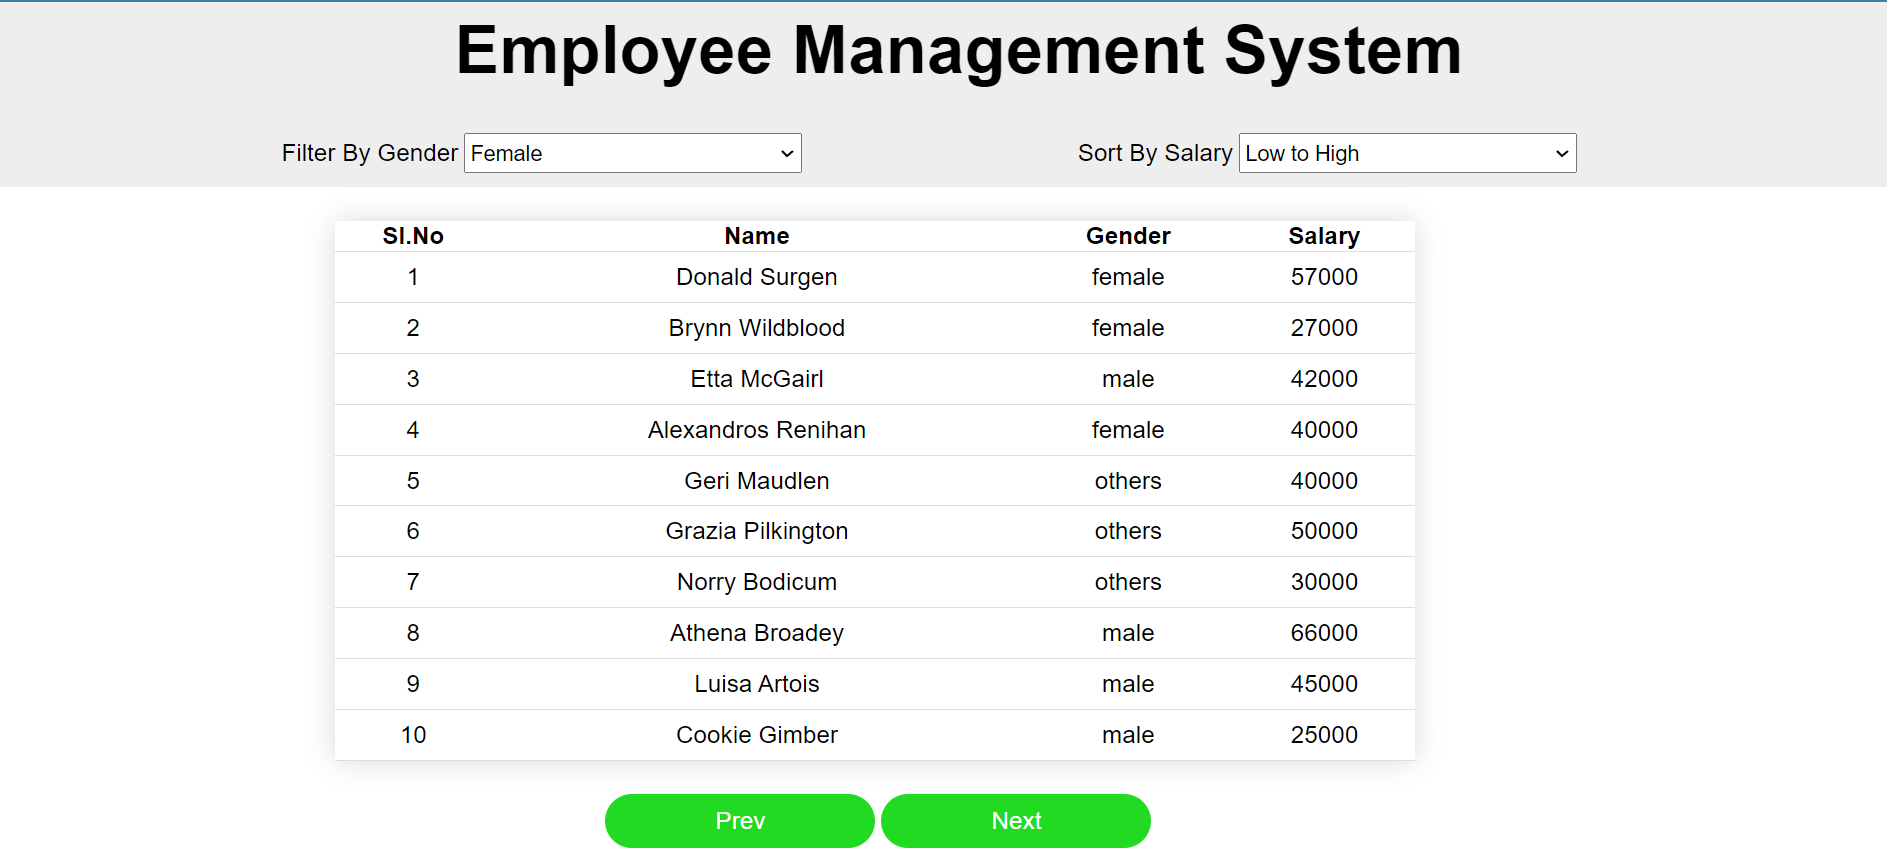 Employee Management System
Filter By Gender Female Sort By Salary Low to High
Sl.No Name Gender Salary
1 Donald Surgen female 57000
2 Brynn Wildblood female 27000
3 Etta McGairl male 42000
4 Alexandros Renihan female 40000
5 Geri Maudlen others 40000
6 Grazia Pilkington others 50000
7 Norry Bodicum others 30000
8 Athena Broadey male 66000
9 Luisa Artois male 45000
10 Cookie Gimber male 25000
Prev Next